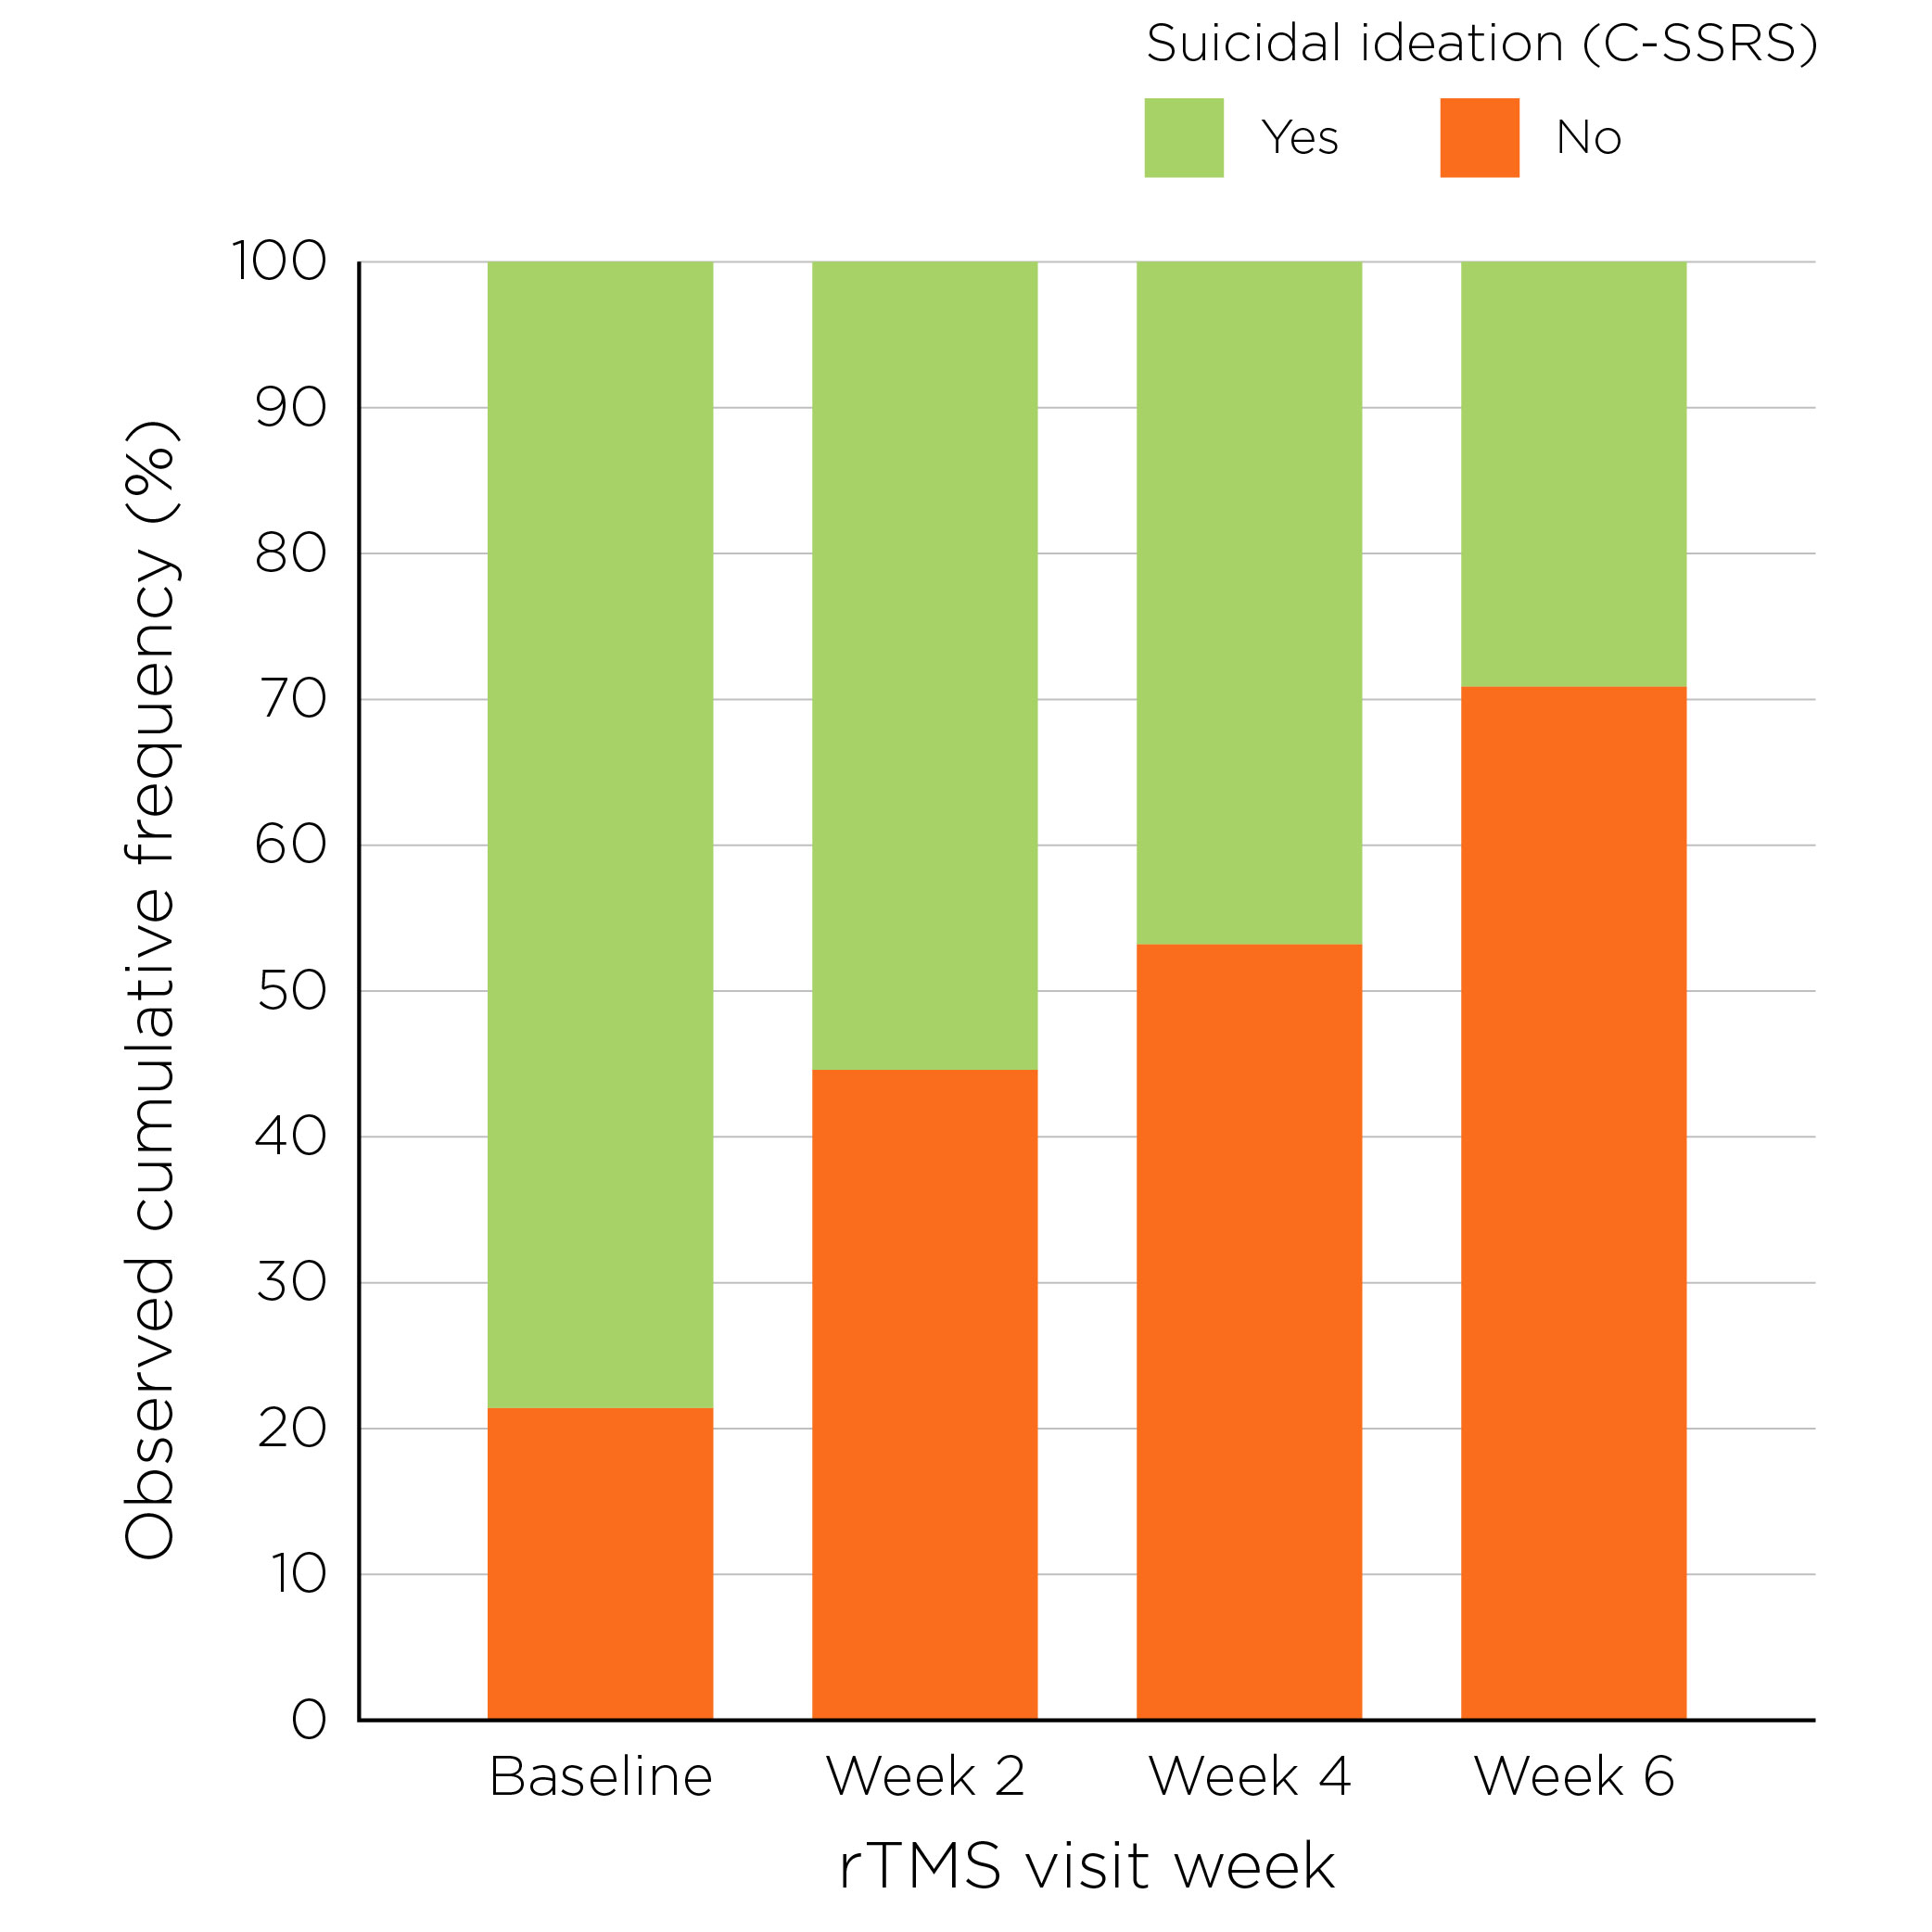 Suicidal ideation (C-SSRS)
Yes No
100
90
80
70
60
50
40
30
20
10
0
Observed cumulative frequency (%)
Baseline Week 2 Week 4 Week 6
rTMS visit week